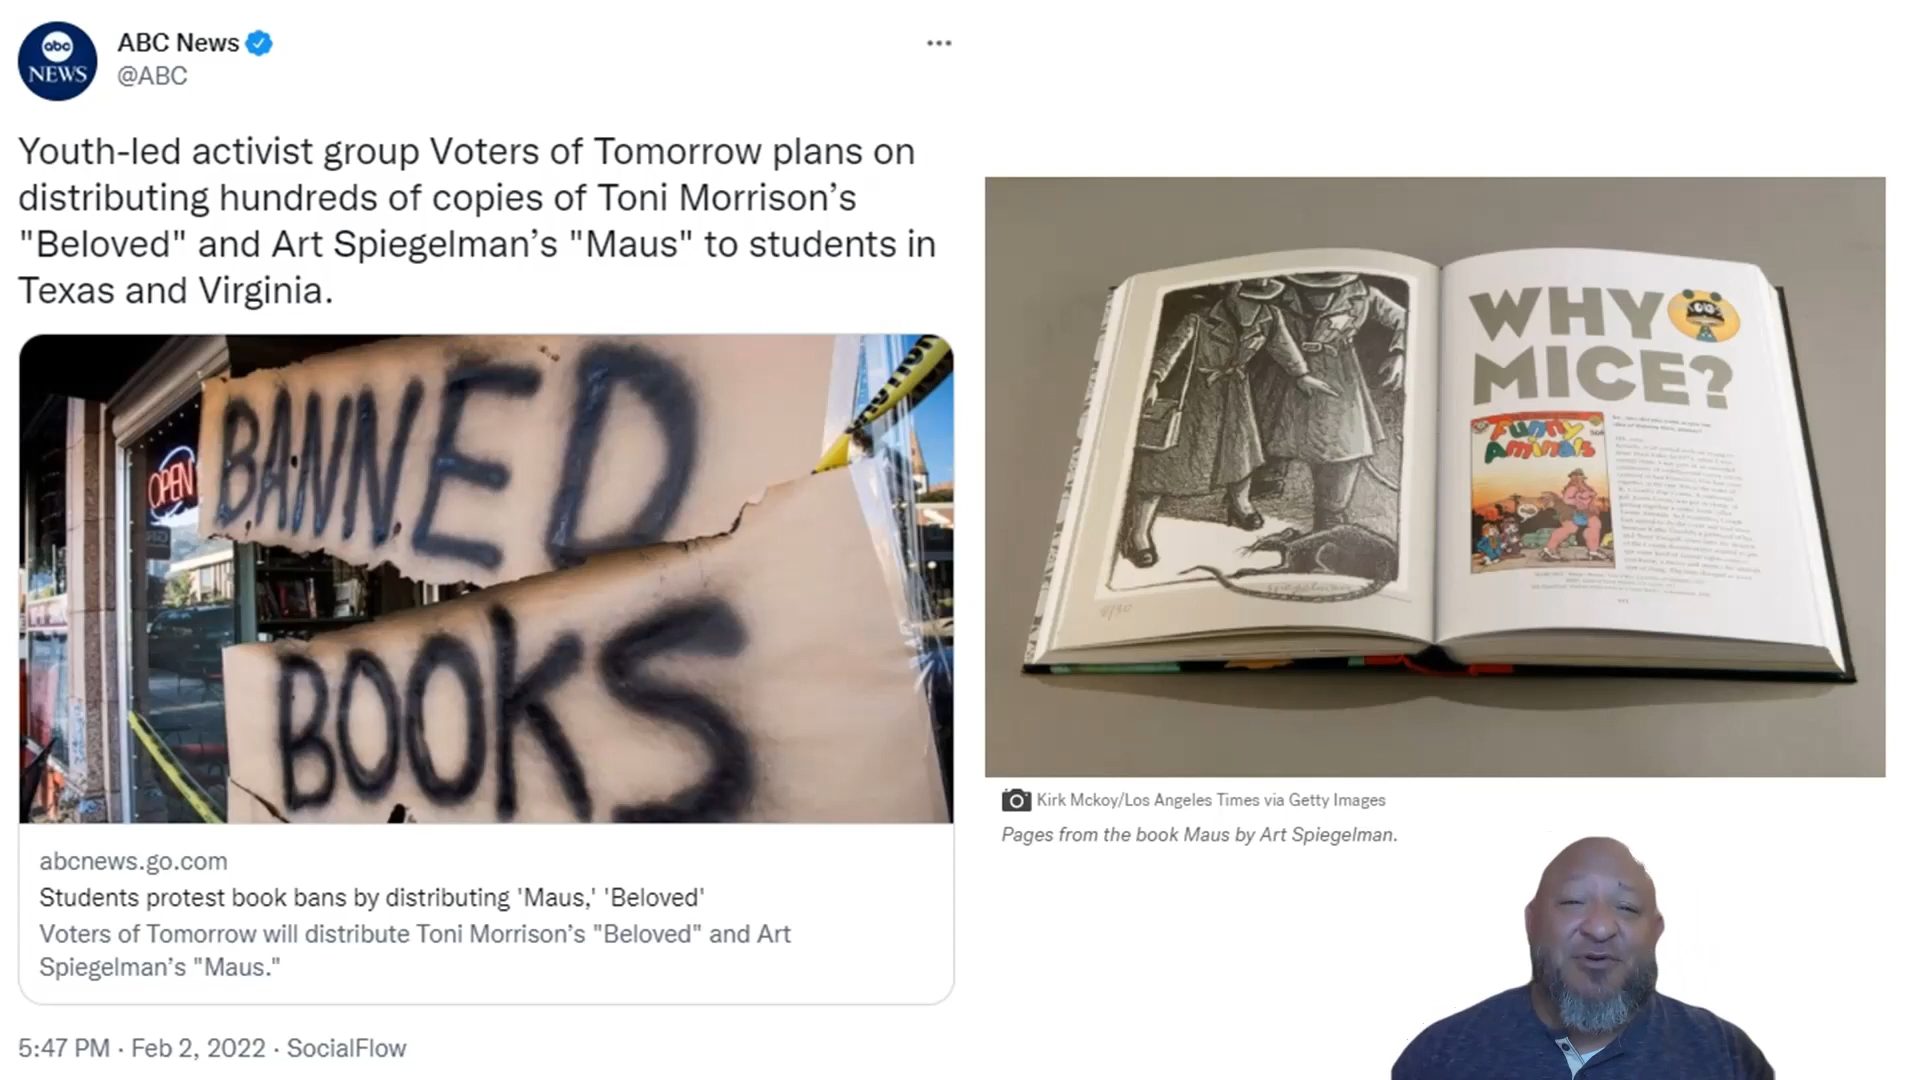 abc
NEWS
ABC News
@ABC
Youth-led activist group Voters of Tomorrow plans on
distributing hundreds of copies of Toni Morrison’s
"Beloved" and Art Spiegelman’s "Maus" to students in
Texas and Virginia.
OPEN
BANNED
BOOKS
abcnews.go.com
Students protest book bans by distributing 'Maus,' 'Beloved'
Voters of Tomorrow will distribute Toni Morrison’s "Beloved" and Art
Spiegelman’s "Maus."
5:47 PM · Feb 2, 2022 · SocialFlow
WHY
MICE?
Funny
Aminals
Kirk Mckoy/Los Angeles Times via Getty Images
Pages from the book Maus by Art Spiegelman.